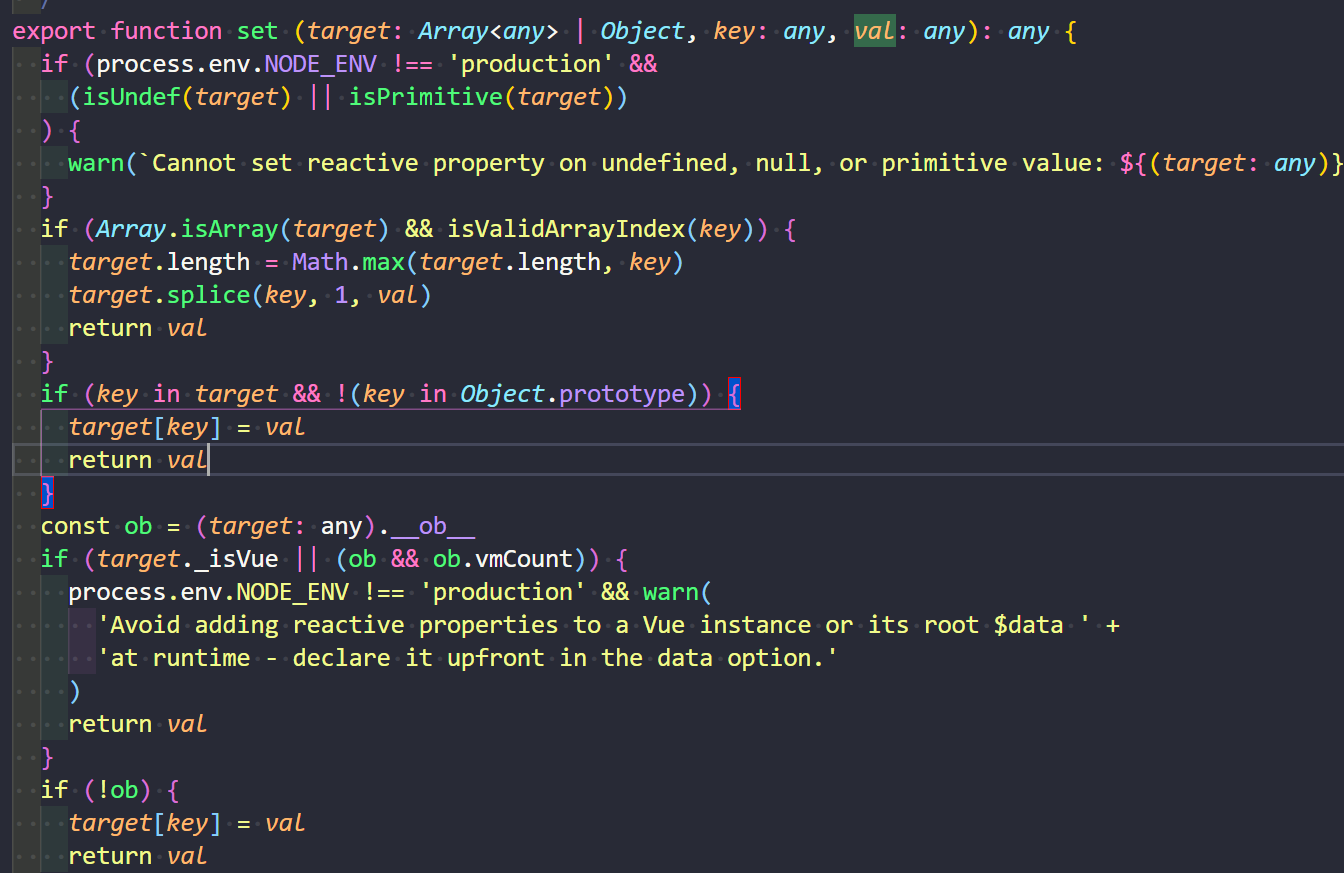 export function set (target: Array<any> | Object, key: any, val: any): any {
if (process.env.NODE_ENV !== 'production' &&
(isUndef(target) || isPrimitive(target))
) {
warn(`Cannot set reactive property on undefined, null, or primitive value: ${(target: any)}
}
if (Array.isArray(target) && isValidArrayIndex(key)) {
target.length = Math.max(target.length, key)
target.splice(key, 1, val)
return val
}
if (key in target && !(key in Object.prototype)) {
target[key] = val
return val
}
const ob = (target: any).__ob__
if (target._isVue || (ob && ob.vmCount)) {
process.env.NODE_ENV !== 'production' && warn(
'Avoid adding reactive properties to a Vue instance or its root $data ' +
'at runtime - declare it upfront in the data option.'
)
return val
}
if (!ob) {
target[key] = val
return val